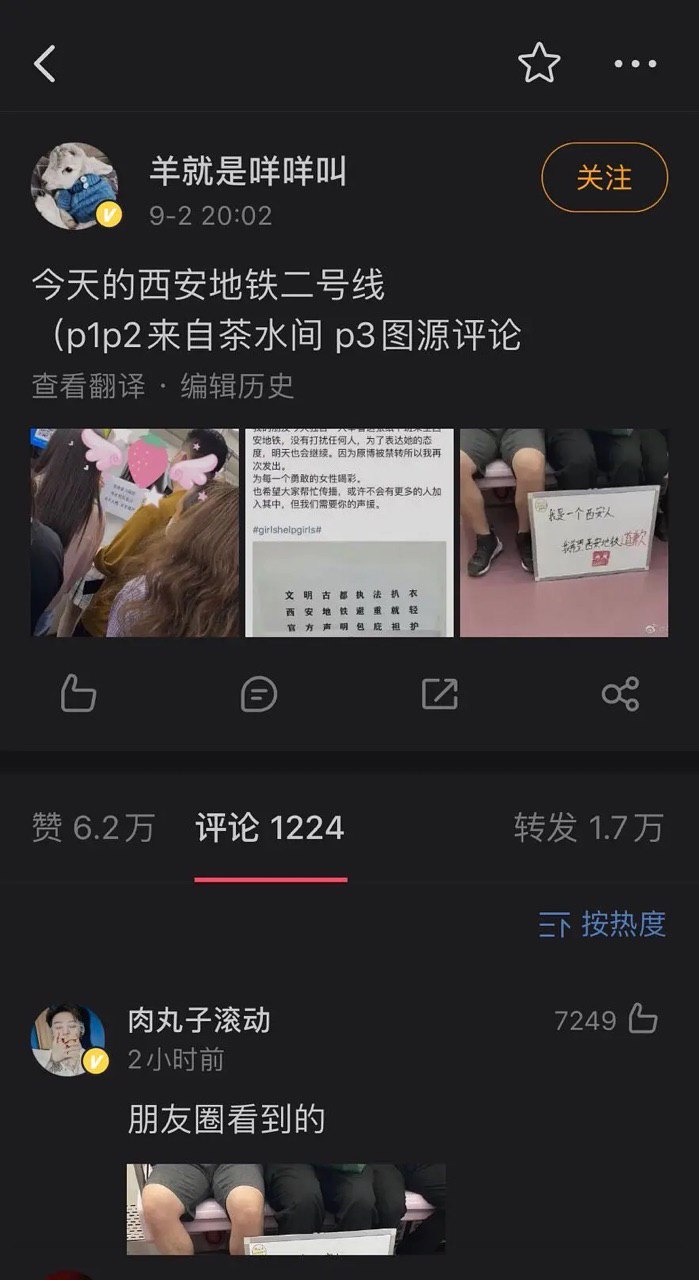 羊就是咩咩叫
9-2 20:02
关注
今天的西安地铁二号线
（p1p2来自茶水间 p3图源评论
查看翻译 · 编辑历史
安地铁，没有打扰任何人，为了表达她的态
度，明天也会继续。因为原博被禁转所以我再
次发出。
为每一个勇敢的女性喝彩。
也希望大家帮忙传播，或许不会有更多的人加
入其中，但我们需要你的声援。
#girlshelpgirls#
文明古都执法扒衣
西安地铁避重就轻
官方声明包庇袒护
我是一个西安人
我希望西安地铁道歉
赞 6.2万
评论 1224
转发 1.7万
按热度
肉丸子滚动
7249
2小时前
朋友圈看到的